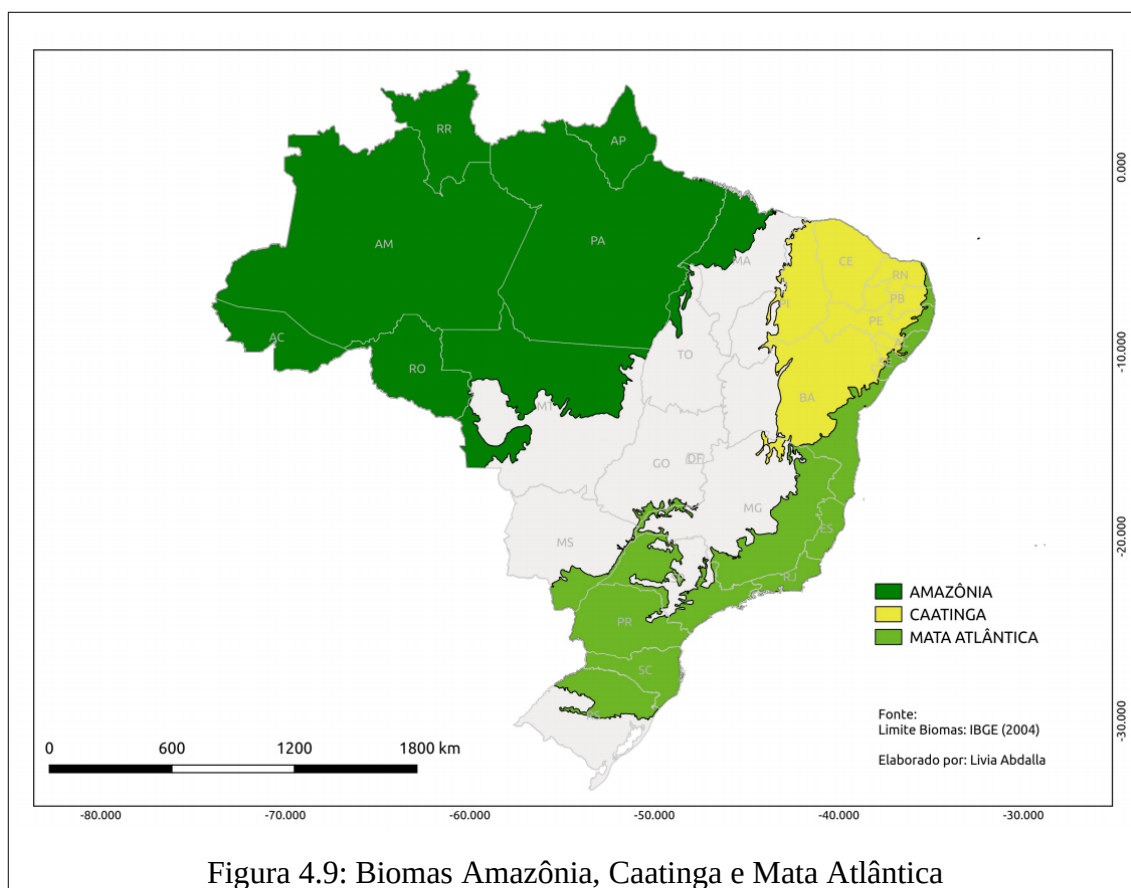 RR
AP
AM
PA
MA
CE
RN
PI
PB
PE
AC
RO
TO
BA
MT
GO
DF
MG
MS
ES
RJ
PR
SC
RS
0.000
-10.000
-20.000
-30.000
AMAZÔNIA
CAATINGA
MATA ATLÂNTICA
Fonte:
Limite Biomas: IBGE (2004)
Elaborado por: Livia Abdalla
0 600 1200 1800 km
-80.000 -70.000 -60.000 -50.000 -40.000 -30.000
Figura 4.9: Biomas Amazônia, Caatinga e Mata Atlântica